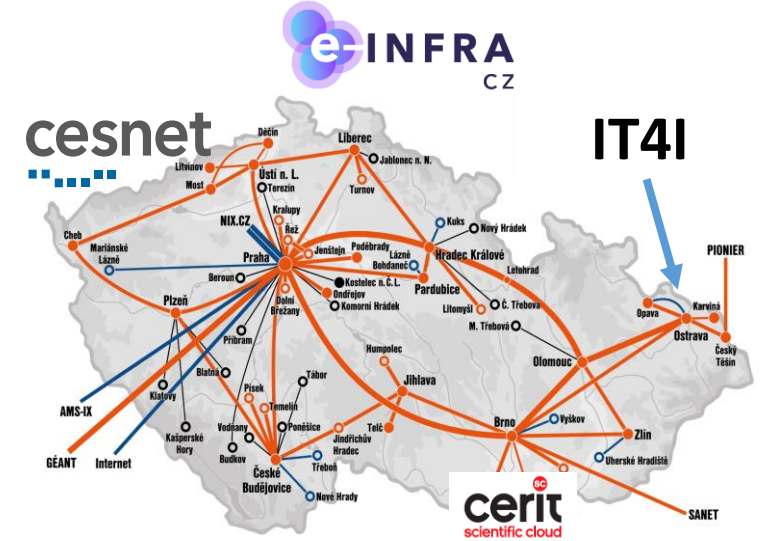 e-INFRA
CZ
cesnet
IT4I
Děčín
Liberec
Jablonec n. N.
Litvínov
Ústí n. L.
Most
Terezín
Turnov
Kralupy
NIX.CZ
Řež
Kuks
Nový Hrádek
Cheb
Jenštejn
Poděbrady
Mariánské
Lázně
Praha
Lázně
Bohdaneč
Hradec Králové
PIONIER
Beroun
Kostelec n. Č. L.
Letohrad
Ondřejov
Pardubice
Plzeň
Dolní
Břežany
Komorní Hrádek
Litomyšl
Č. Třebová
Opava
Karviná
Příbram
M. Třebová
Ostrava
Český
Těšín
Humpolec
Olomouc
Blatná
Tábor
Jihlava
Klatovy
Písek
Temelín
AMS-IX
Vodňany
Poněšice
Telč
Brno
Vyškov
Kašperské
Hory
Jindřichův
Hradec
Zlín
GÉANT
Internet
Budkov
České
Budějovice
Třeboň
Uherské Hradiště
Nové Hrady
sc
cerit
scientific cloud
SANET